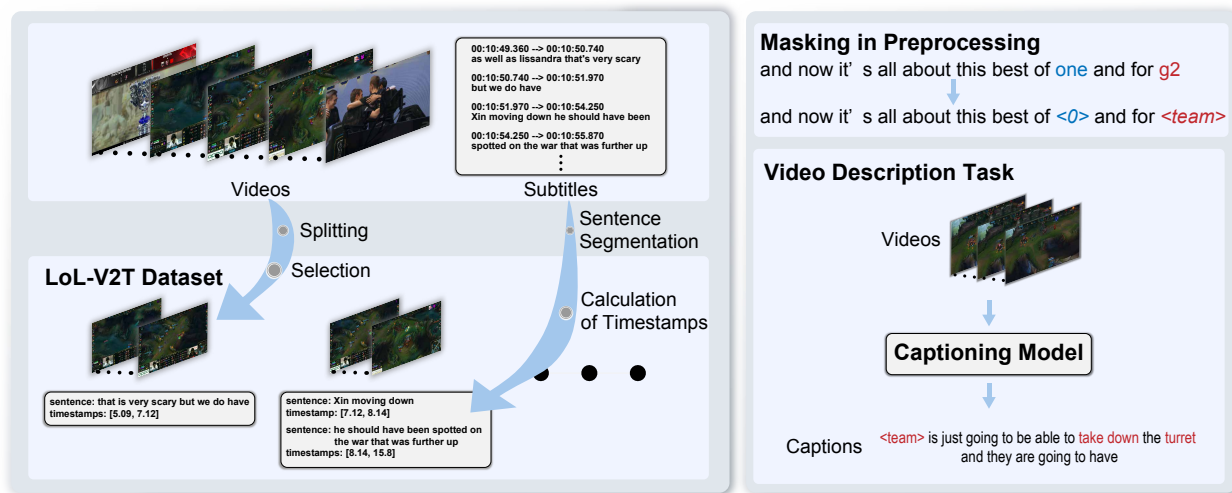 00:10:49.360 --> 00:10:50.740
as well as lissandra that's very scary
00:10:50.740 --> 00:10:51.970
but we do have
00:10:51.970 --> 00:10:54.250
Xin moving down he should have been
00:10:54.250 --> 00:10:55.870
spotted on the war that was further up
Videos
Subtitles
Splitting
Selection
Sentence
Segmentation
Calculation
of Timestamps
LoL-V2T Dataset
sentence: that is very scary but we do have
timestamps: [5.09, 7.12]
sentence: Xin moving down
timestamp: [7.12, 8.14]
sentence: he should have been spotted on
the war that was further up
timestamps: [8.14, 15.8]
Masking in Preprocessing
and now it’ s all about this best of one and for g2
and now it’ s all about this best of <0> and for <team>
Video Description Task
Videos
Captioning Model
Captions
<team> is just going to be able to take down the turret
and they are going to have